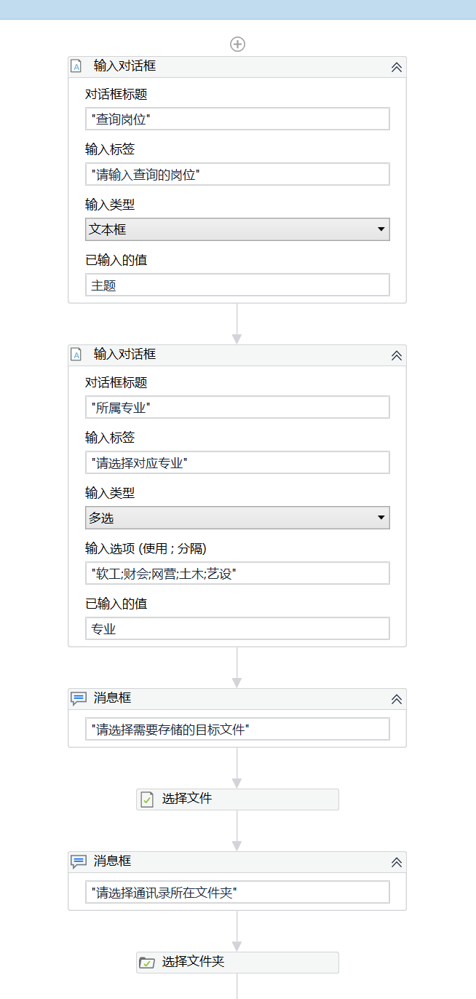 输入对话框
对话框标题
"查询岗位"
输入标签
"请输入查询的岗位"
输入类型
文本框
已输入的值
主题
输入对话框
对话框标题
"所属专业"
输入标签
"请选择对应专业"
输入类型
多选
输入选项 (使用 ; 分隔)
"软工;财会;网营;土木;艺设"
已输入的值
专业
消息框
"请选择需要存储的目标文件"
选择文件
消息框
"请选择通讯录所在文件夹"
选择文件夹